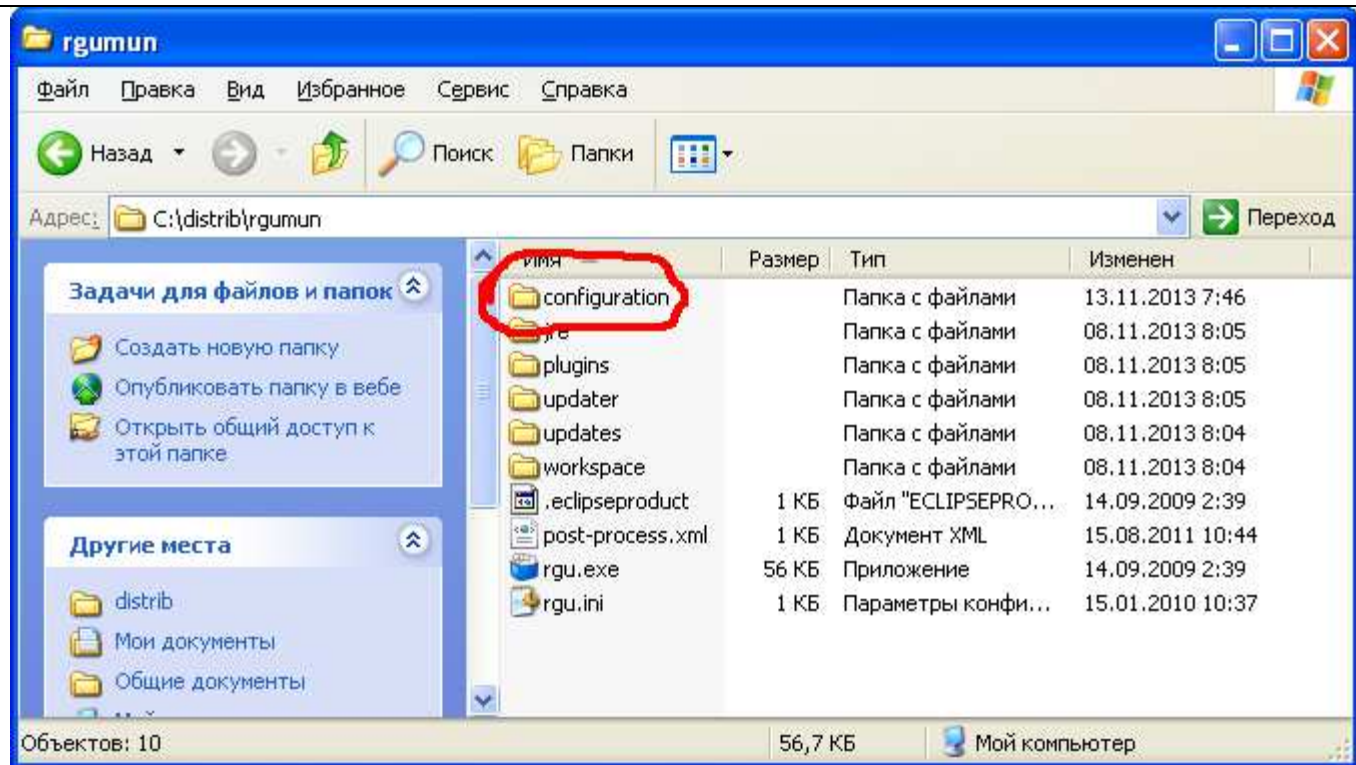 rgumun
Файл Правка Вид Избранное Сервис Справка
Назад Поиск Папки
Адрес: C:\distrib\rgumun Переход
Имя Размер Тип Изменен
Задачи для файлов и папок
Создать новую папку
Опубликовать папку в вебе
Открыть общий доступ к
этой папке
Другие места
distrib
Мои документы
Общие документы
configuration Папка с файлами 13.11.2013 7:46
jre Папка с файлами 08.11.2013 8:05
plugins Папка с файлами 08.11.2013 8:05
updater Папка с файлами 08.11.2013 8:05
updates Папка с файлами 08.11.2013 8:04
workspace Папка с файлами 08.11.2013 8:04
.eclipseproduct 1 КБ Файл "ECLIPSEPRO... 14.09.2009 2:39
post-process.xml 1 КБ Документ XML 15.08.2011 10:44
rgu.exe 56 КБ Приложение 14.09.2009 2:39
rgu.ini 1 КБ Параметры конфи... 15.01.2010 10:37
Объектов: 10 56,7 КБ Мой компьютер